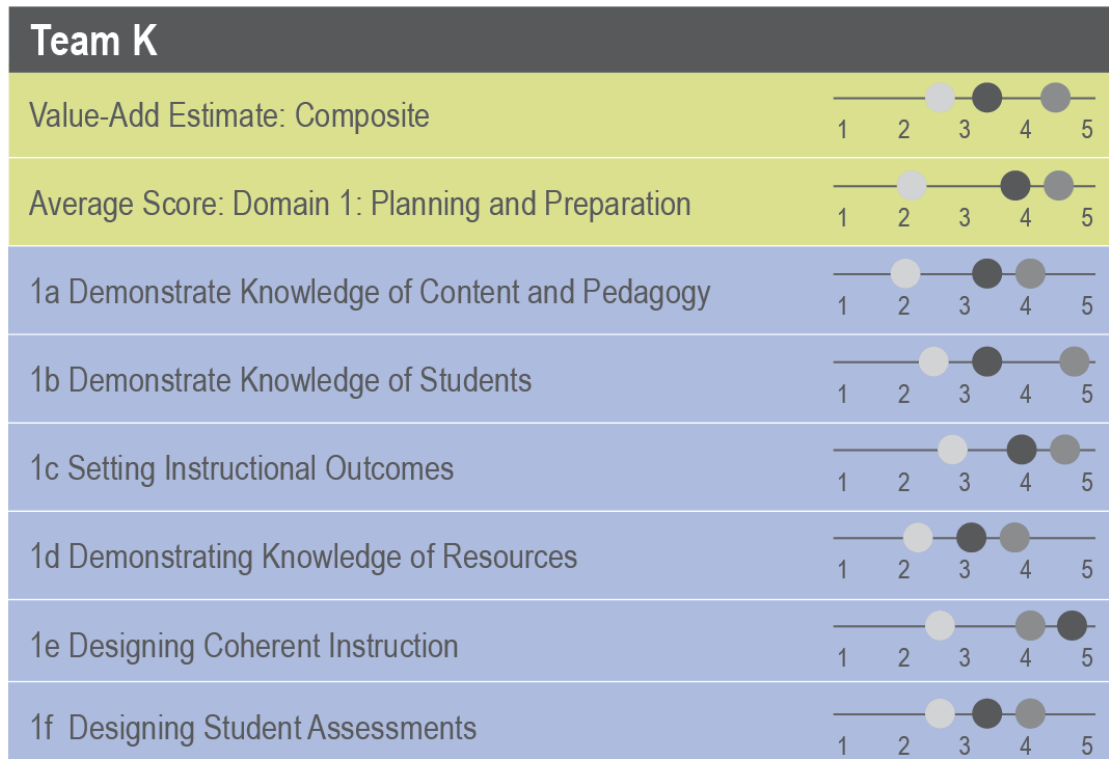 Team K
Value-Add Estimate: Composite
1 2 3 4 5
Average Score: Domain 1: Planning and Preparation
1 2 3 4 5
1a Demonstrate Knowledge of Content and Pedagogy
1 2 3 4 5
1b Demonstrate Knowledge of Students
1 2 3 4 5
1c Setting Instructional Outcomes
1 2 3 4 5
1d Demonstrating Knowledge of Resources
1 2 3 4 5
1e Designing Coherent Instruction
1 2 3 4 5
1f Designing Student Assessments
1 2 3 4 5